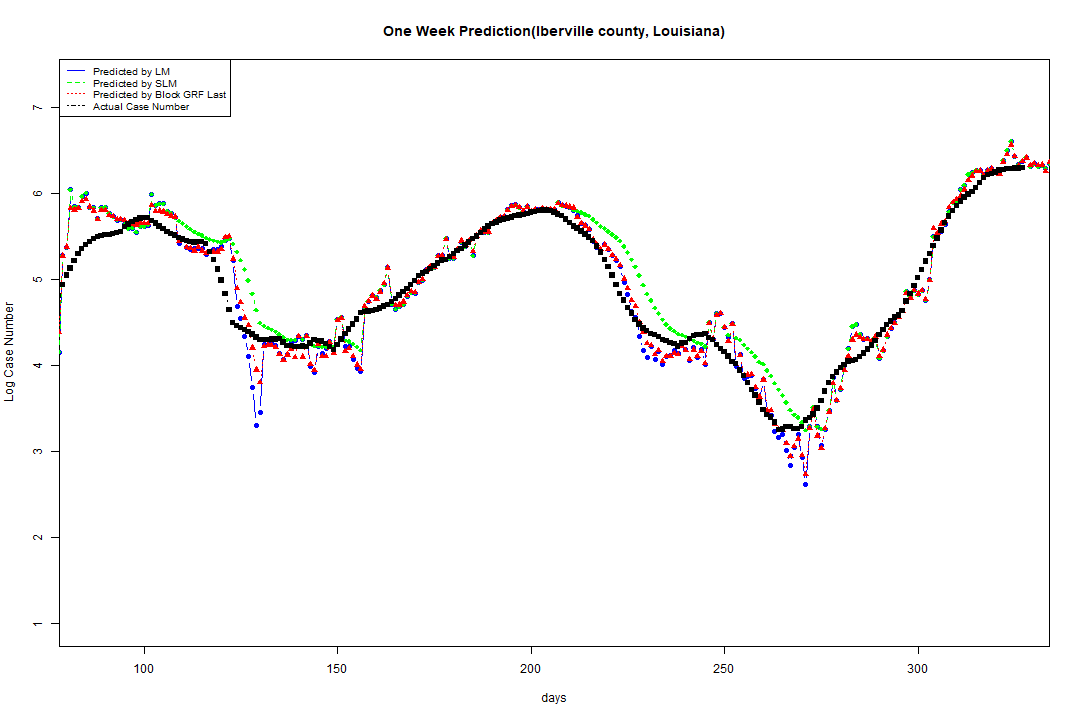 One Week Prediction(Iberville county, Louisiana)
Predicted by LM
Predicted by SLM
Predicted by Block GRF Last
Actual Case Number
7
6
5
4
3
2
1
Log Case Number
100 150 200 250 300
days